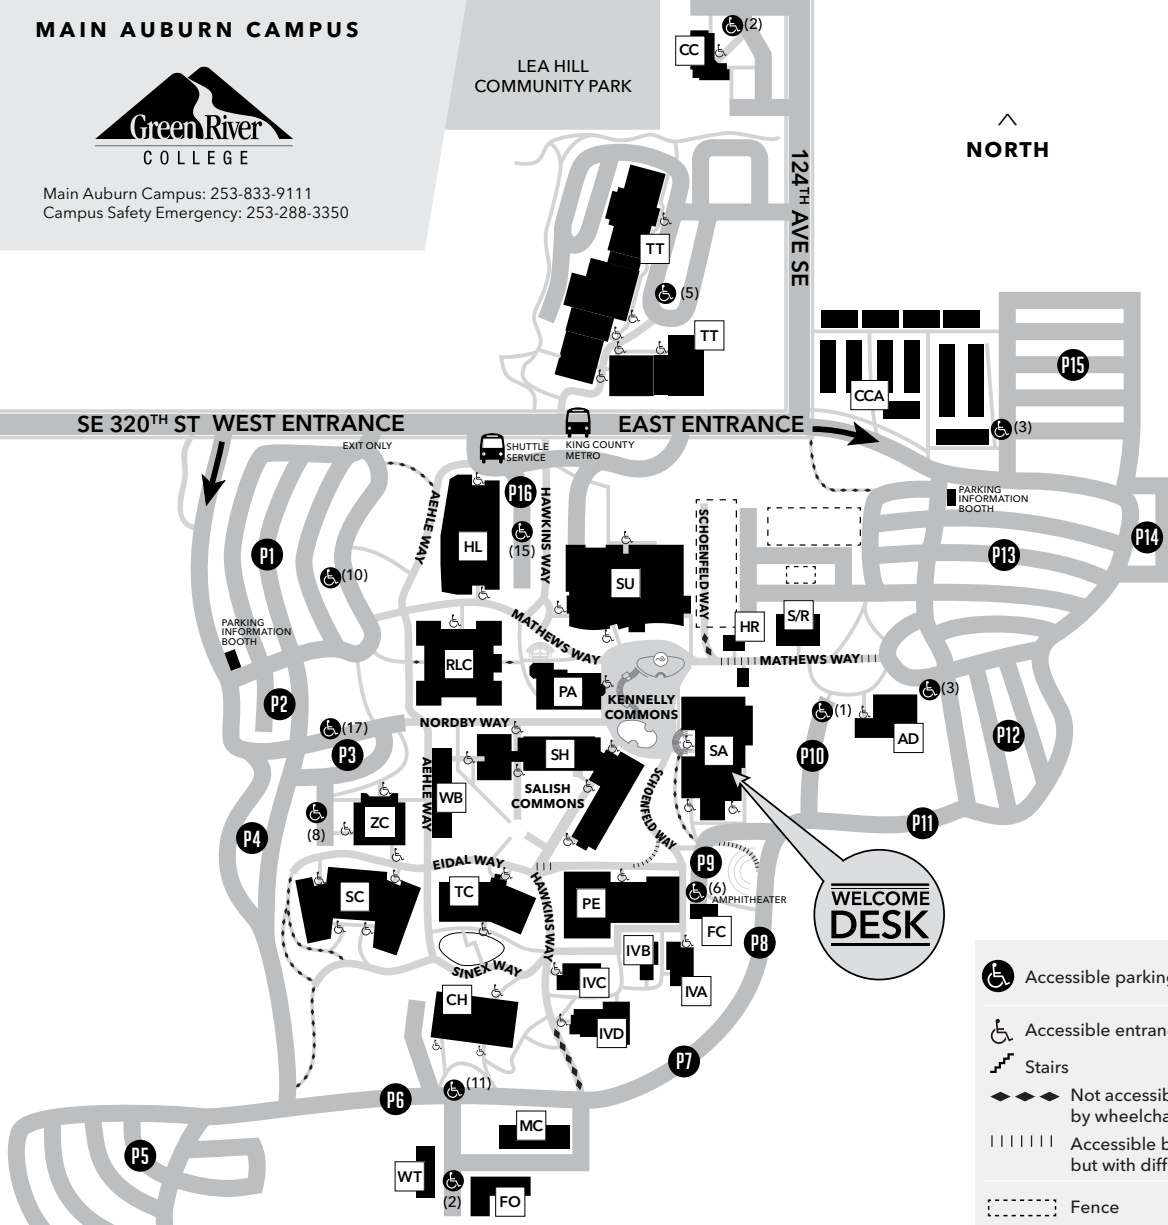 MAIN AUBURN CAMPUS
Green River
COLLEGE
Main Auburn Campus: 253-833-9111
Campus Safety Emergency: 253-288-3350
LEA HILL
COMMUNITY PARK
CC
(2)
NORTH
124TH AVE SE
TT
(5)
TT
P15
CCA
(3)
SE 320TH ST
WEST ENTRANCE
EAST ENTRANCE
EXIT ONLY
SHUTTLE
SERVICE
KING COUNTY
METRO
PARKING
INFORMATION
BOOTH
P16
AEHLE WAY
HAWKINS WAY
SCHOENFELD WAY
HL
(15)
P1
(10)
SU
P13
P14
PARKING
INFORMATION
BOOTH
MATHEWS WAY
HR
S/R
MATHEWS WAY
RLC
PA
KENNELLY
COMMONS
P2
(17)
P3
NORDBY WAY
(1)
(3)
AD
P12
P10
SH
SA
AEHLE WAY
WB
SALISH
COMMONS
SCHOENFELD WAY
(8)
ZC
P4
P11
EIDAL WAY
P9
(6)
AMPHITHEATER
WELCOME
DESK
SC
TC
HAWKINS WAY
PE
FC
P8
IVB
SINEX WAY
IVC
IVA
CH
IVD
P7
(11)
P6
MC
P5
WT
(2)
FO
Accessible parking
Accessible entran
Stairs
Not accessib
by wheelcha
Accessible b
but with diff
Fence